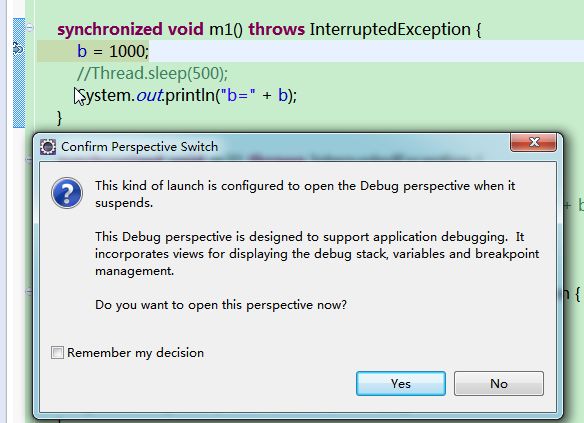 synchronized void m1() throws InterruptedException {
b = 1000;
//Thread.sleep(500);
System.out.println("b=" + b);
}
Confirm Perspective Switch
This kind of launch is configured to open the Debug perspective when it
suspends.
This Debug perspective is designed to support application debugging. It
incorporates views for displaying the debug stack, variables and breakpoint
management.
Do you want to open this perspective now?
Remember my decision
Yes
No